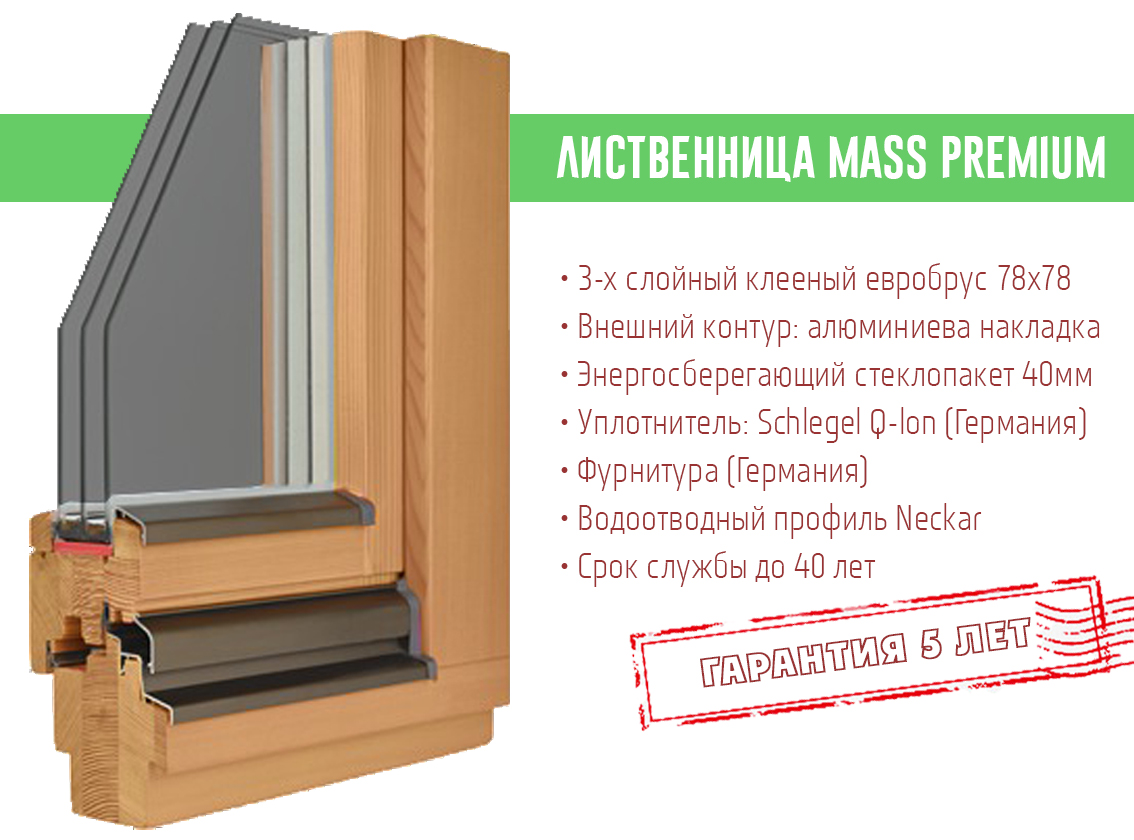 ЛИСТВЕННИЦА MASS PREMIUM
• 3-х слойный клееный евробрус 78х78
• Внешний контур: алюминиева накладка
• Энергосберегающий стеклопакет 40мм
• Уплотнитель: Schlegel Q-lon (Германия)
• Фурнитура (Германия)
• Водоотводный профиль Neckar
• Срок службы до 40 лет
ГАРАНТИЯ 5 ЛЕТ